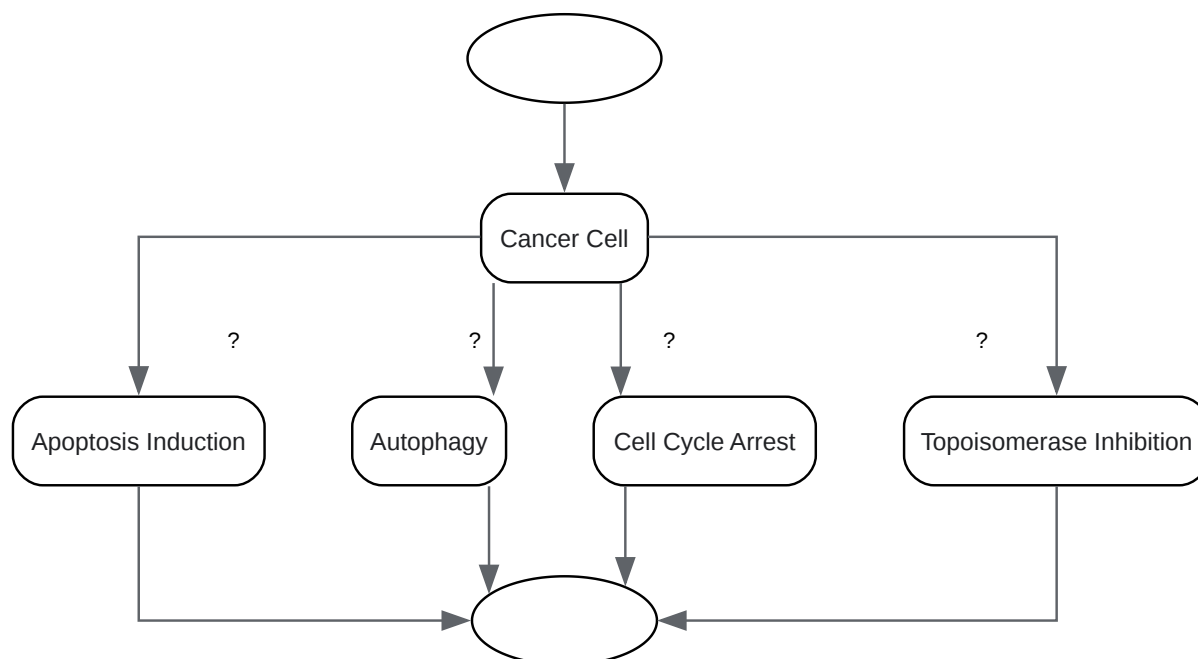 Cancer Cell
?
?
?
?
Apoptosis Induction
Autophagy
Cell Cycle Arrest
Topoisomerase Inhibition